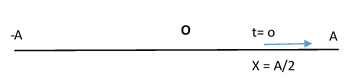 -A O t= o A
X = A/2